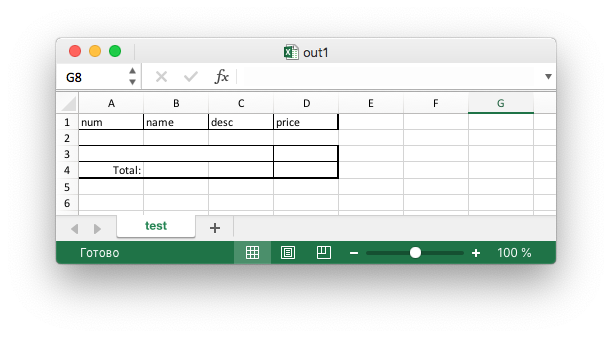 out1
G8 fx
A B C D E F G
1 num name desc price
2
3
4 Total:
5
6
test +
Готово − + 100 %